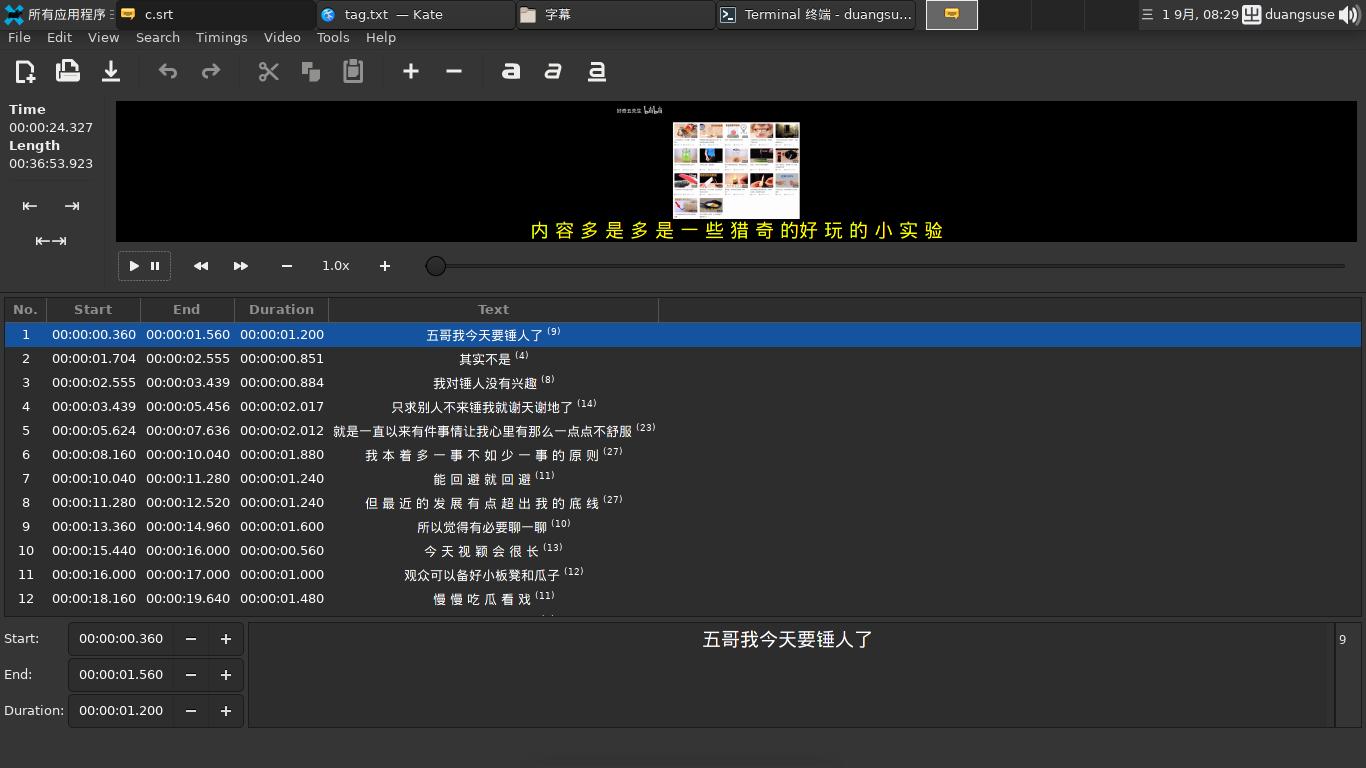 所有应用程序
c.srt
tag.txt — Kate
字幕
Terminal 终端 - duangsu...
三 1 9月, 08:29
duangsuse
File Edit View Search Timings Video Tools Help
Time
00:00:24.327
Length
00:36:53.923
内 容 多 是 多 是 一 些 猎 奇 的好 玩 的 小 实 验
1.0x
No. Start End Duration Text
1 00:00:00.360 00:00:01.560 00:00:01.200 五哥我今天要锤人了 (9)
2 00:00:01.704 00:00:02.555 00:00:00.851 其实不是 (4)
3 00:00:02.555 00:00:03.439 00:00:00.884 我对锤人没有兴趣 (8)
4 00:00:03.439 00:00:05.456 00:00:02.017 只求别人不来锤我就谢天谢地了 (14)
5 00:00:05.624 00:00:07.636 00:00:02.012 就是一直以来有件事情让我心里有那么一点点不舒服 (23)
6 00:00:08.160 00:00:10.040 00:00:01.880 我 本 着 多 一 事 不 如 少 一 事 的 原 则 (27)
7 00:00:10.040 00:00:11.280 00:00:01.240 能 回 避 就 回 避 (11)
8 00:00:11.280 00:00:12.520 00:00:01.240 但 最 近 的 发 展 有 点 超 出 我 的 底 线 (27)
9 00:00:13.360 00:00:14.960 00:00:01.600 所以觉得有必要聊一聊 (10)
10 00:00:15.440 00:00:16.000 00:00:00.560 今 天 视 颖 会 很 长 (13)
11 00:00:16.000 00:00:17.000 00:00:01.000 观众可以备好小板凳和瓜子 (12)
12 00:00:18.160 00:00:19.640 00:00:01.480 慢 慢 吃 瓜 看 戏 (11)
Start: 00:00:00.360
五哥我今天要锤人了
9
End: 00:00:01.560
Duration: 00:00:01.200